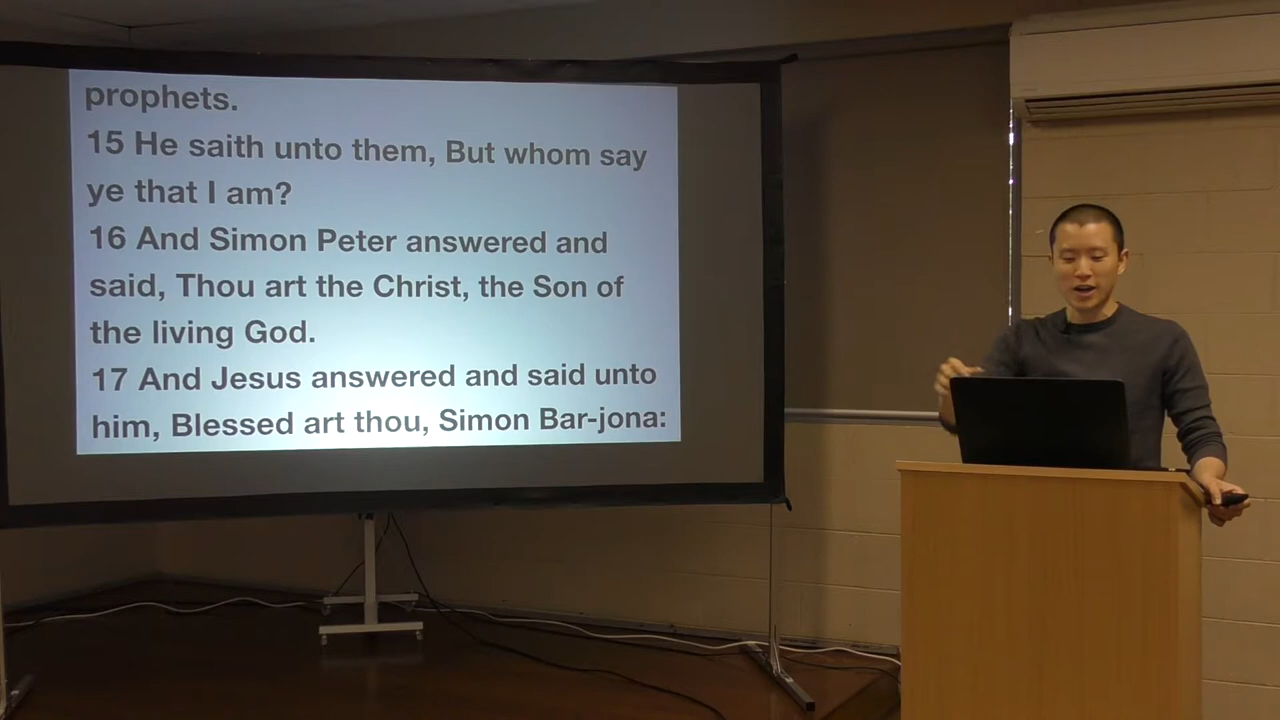 prophets.
15 He saith unto them, But whom say
ye that I am?
16 And Simon Peter answered and
said, Thou art the Christ, the Son of
the living God.
17 And Jesus answered and said unto
him, Blessed art thou, Simon Bar-jona: